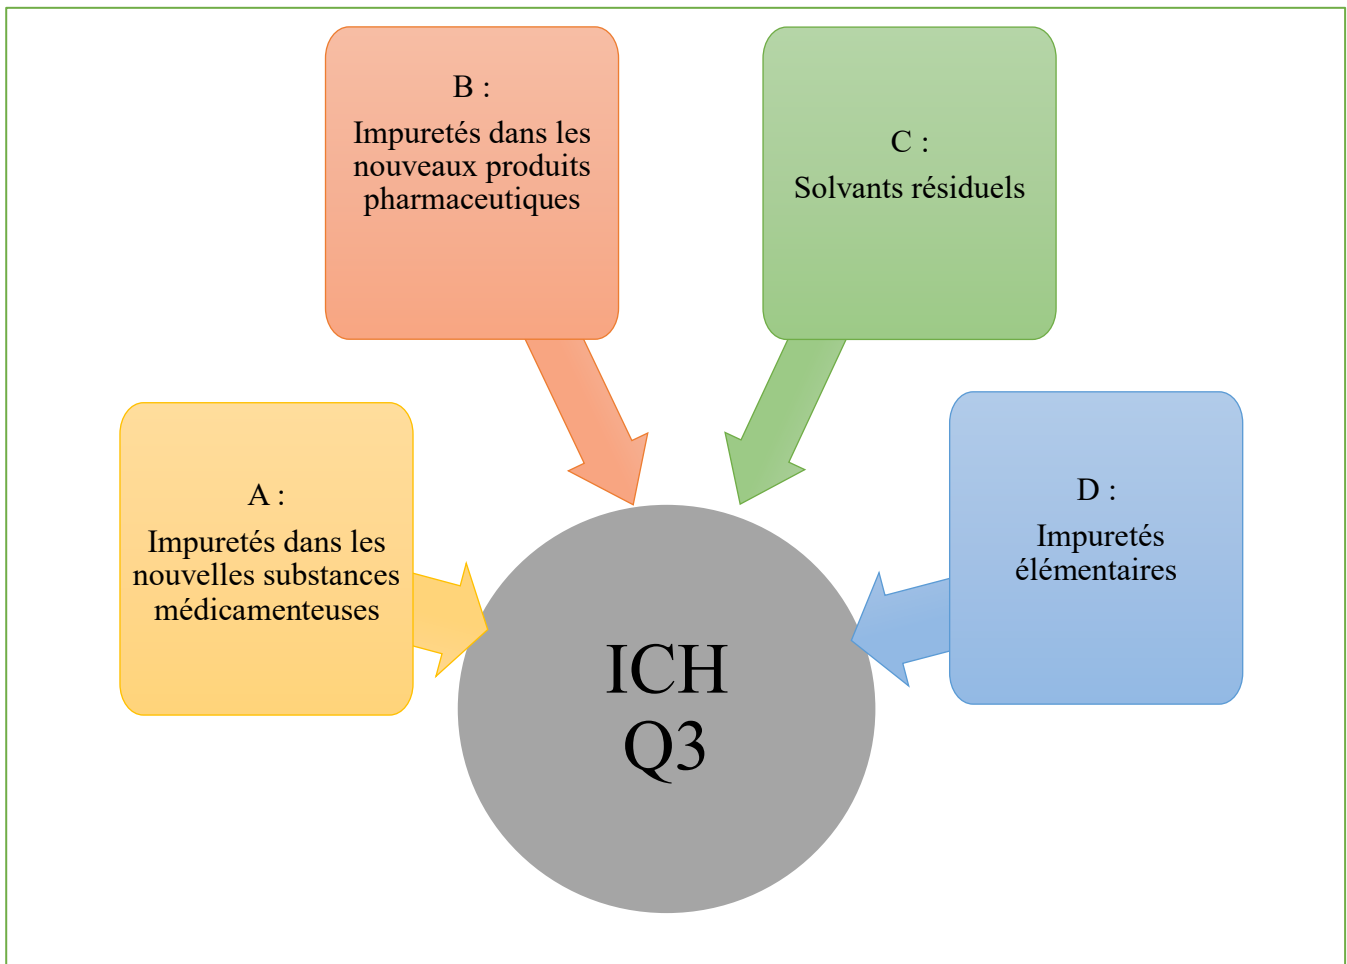 B :
Impuretés dans les
nouveaux produits
pharmaceutiques
C :
Solvants résiduels
A :
Impuretés dans les
nouvelles substances
médicamenteuses
D :
Impuretés
élémentaires
ICH
Q3